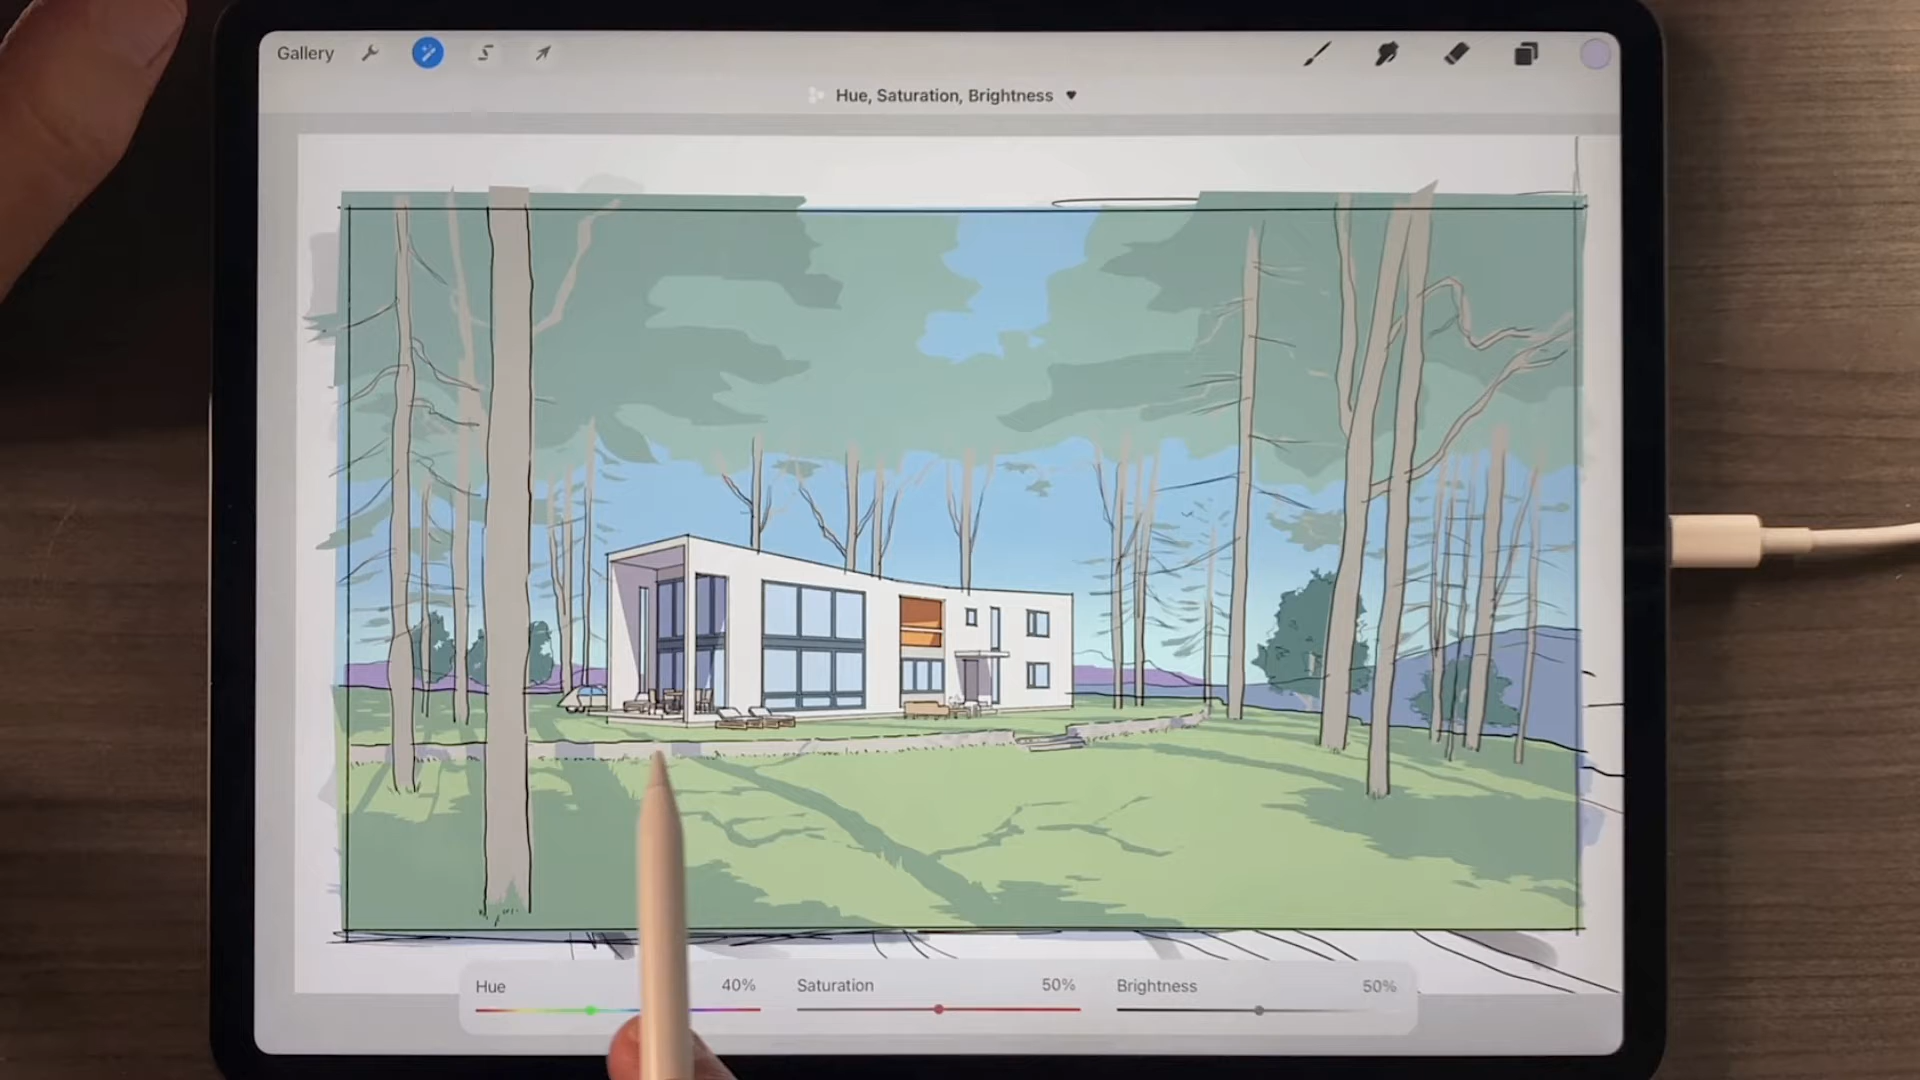 Gallery
Hue, Saturation, Brightness
Hue 40% Saturation 50% Brightness 50%